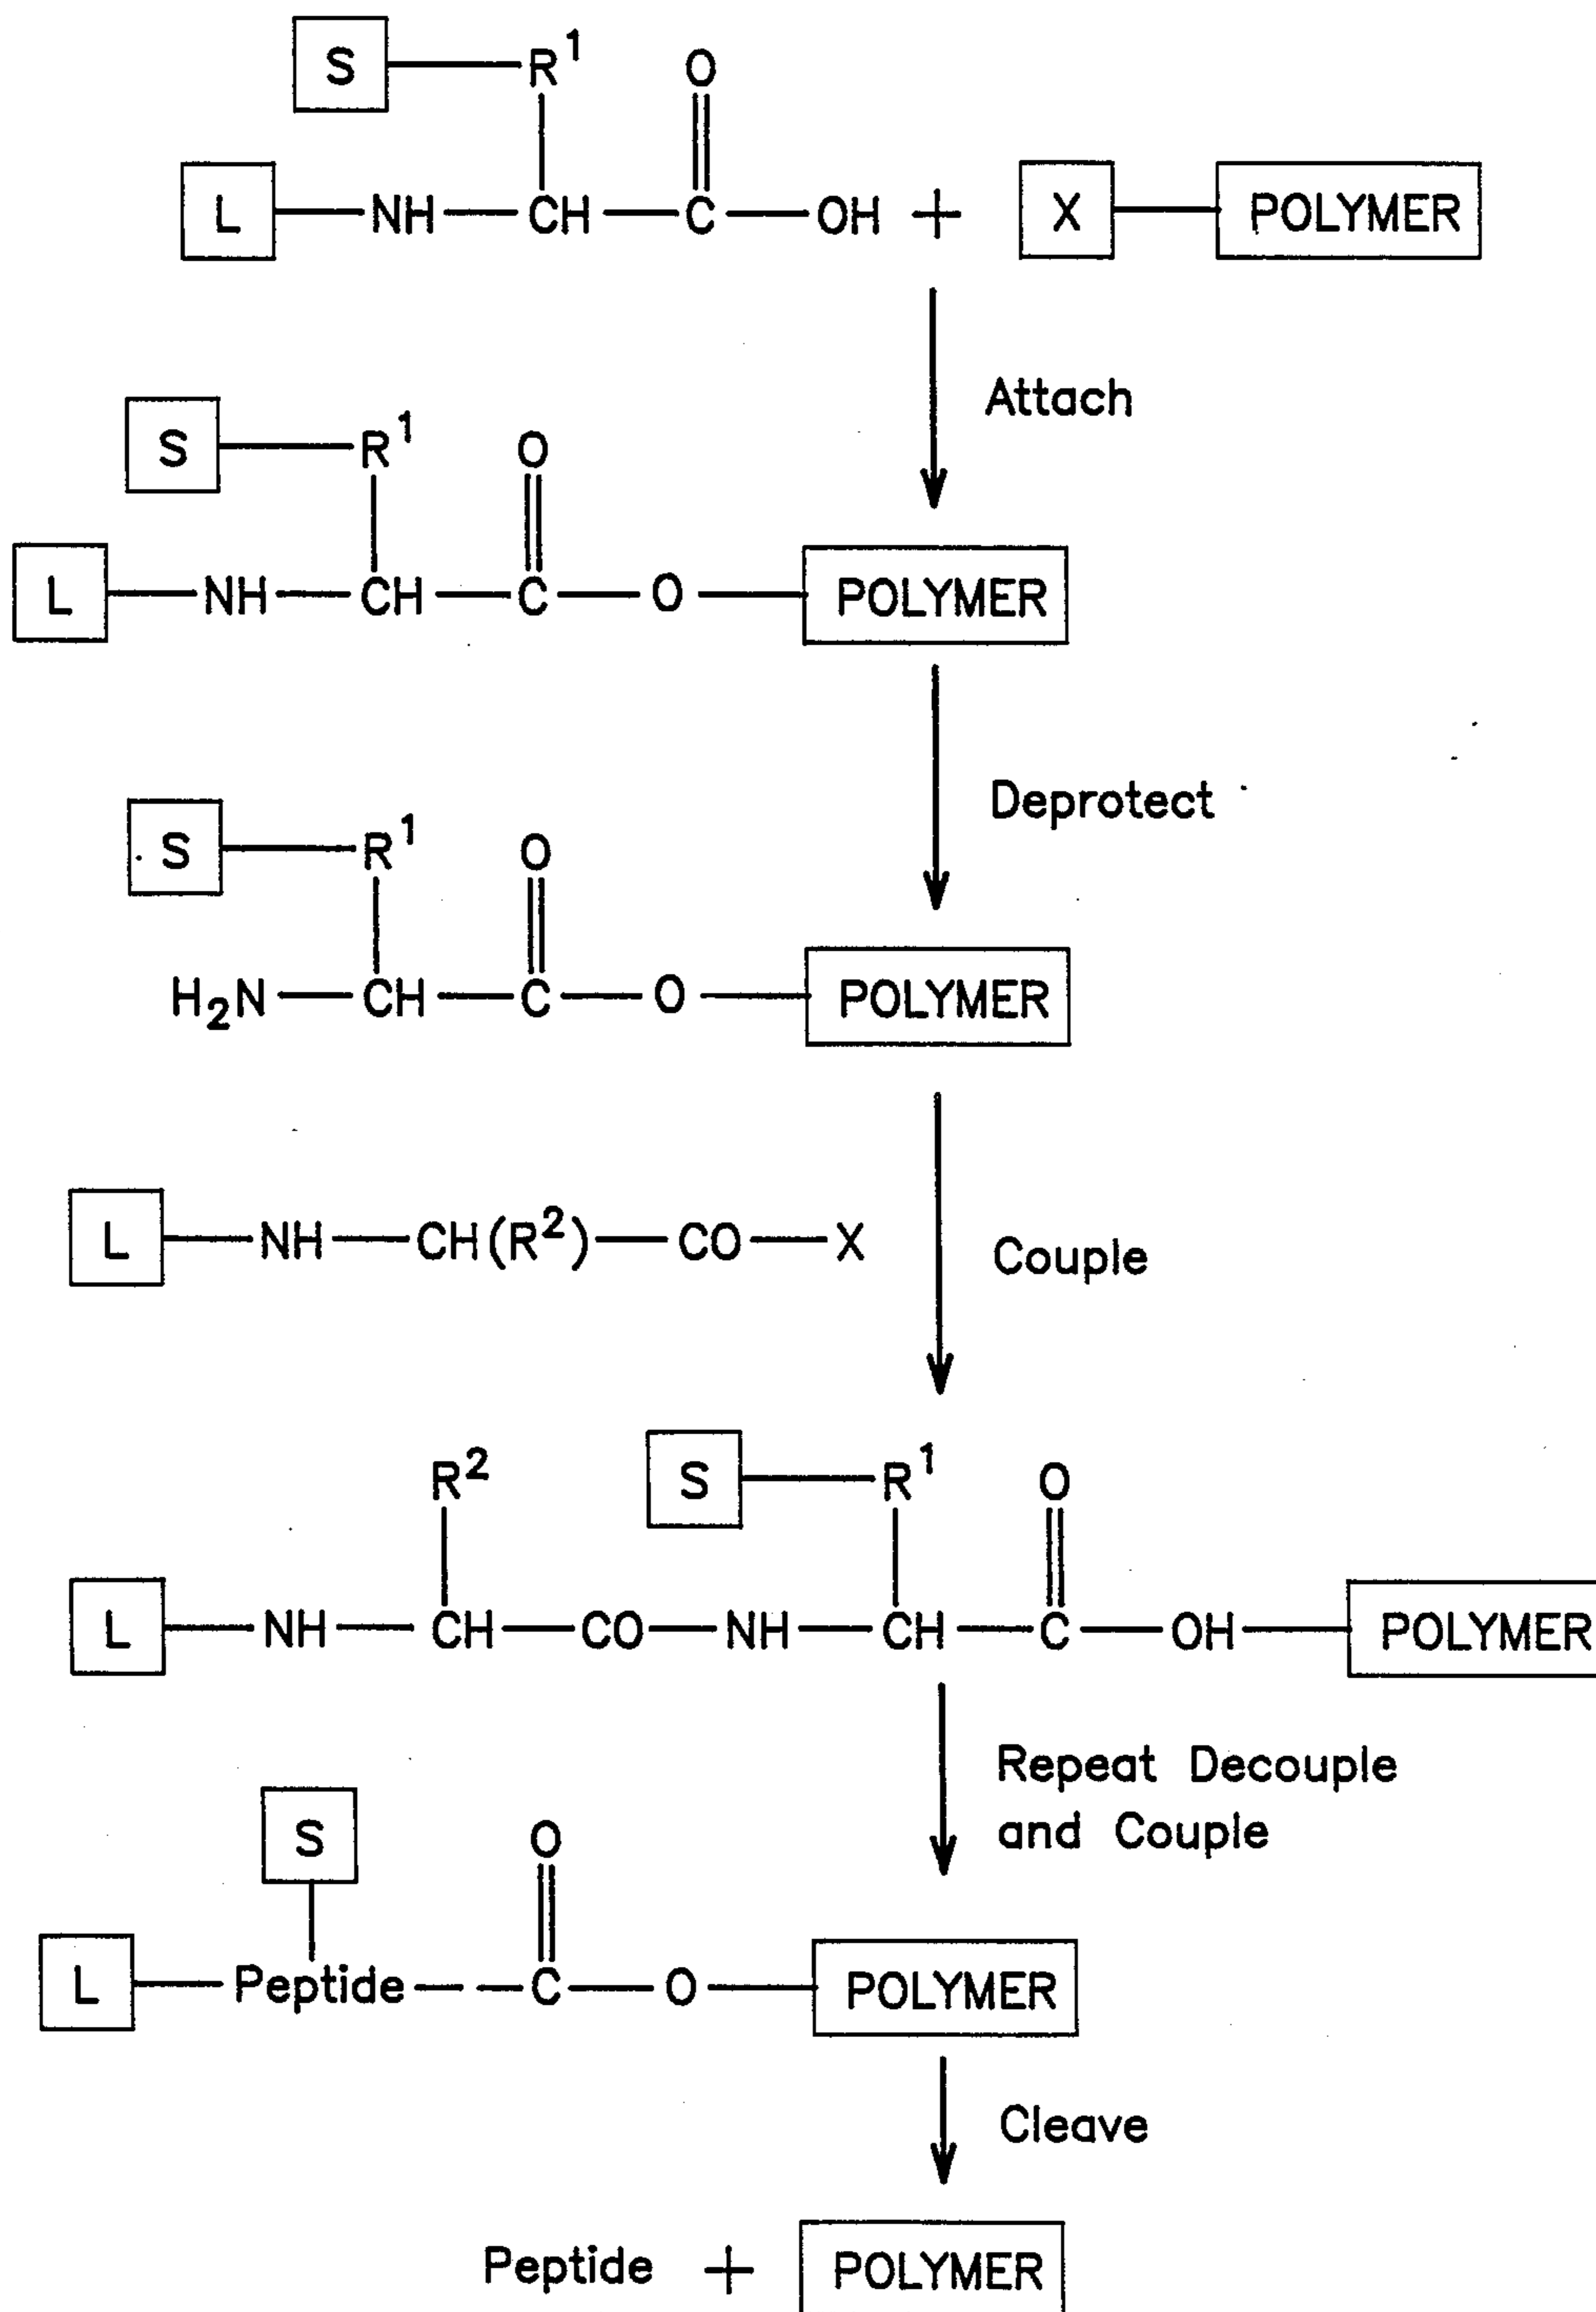 S R¹ O
L NH CH C OH + X POLYMER
Attach
S R¹ O
L NH CH C O POLYMER
Deprotect
S R¹ O
H₂N CH C O POLYMER
L NH CH(R²) CO X
Couple
R² S R¹ O
L NH CH CO NH CH C OH POLYMER
Repeat Decouple
and Couple
S O
L Peptide C O POLYMER
Cleave
Peptide + POLYMER